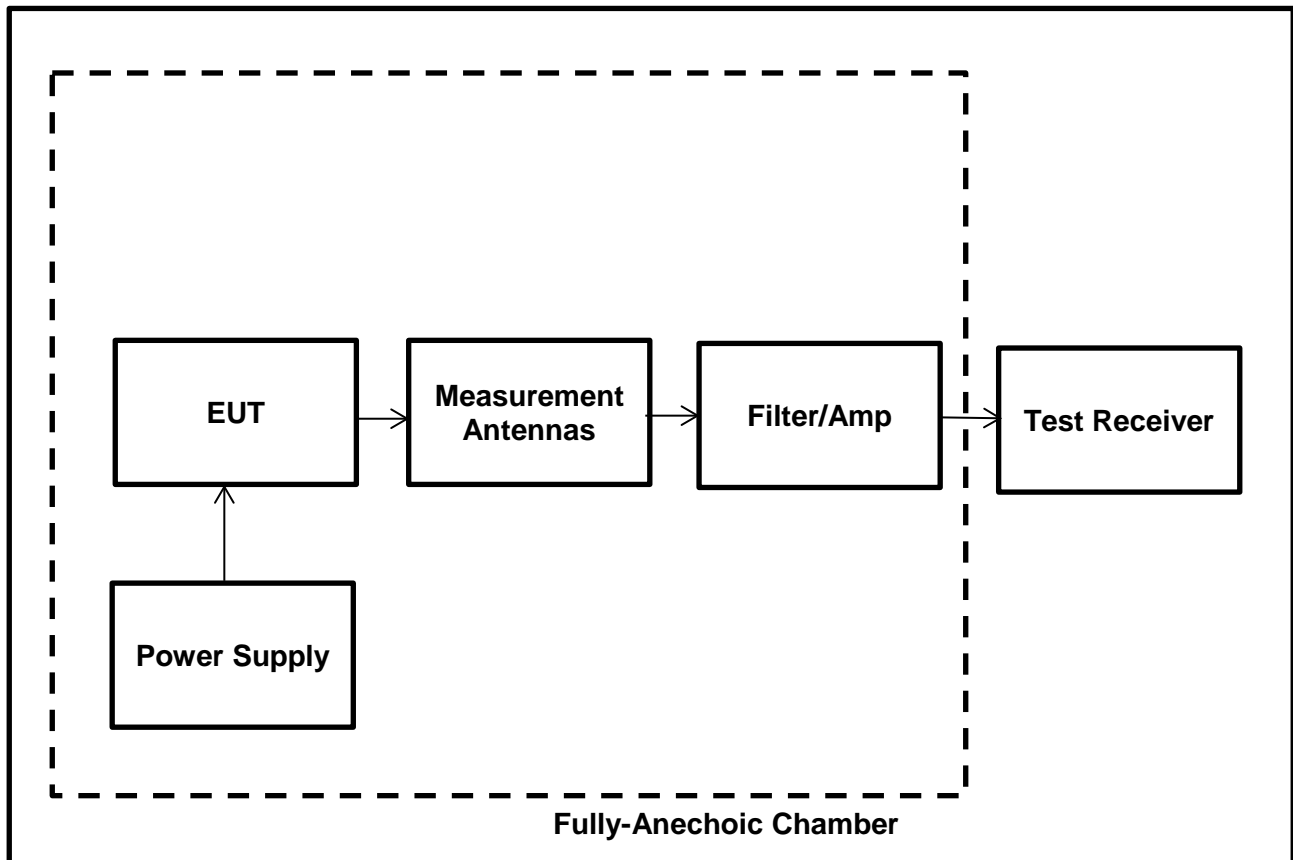 EUT
Measurement
Antennas
Filter/Amp
Test Receiver
Power Supply
Fully-Anechoic Chamber